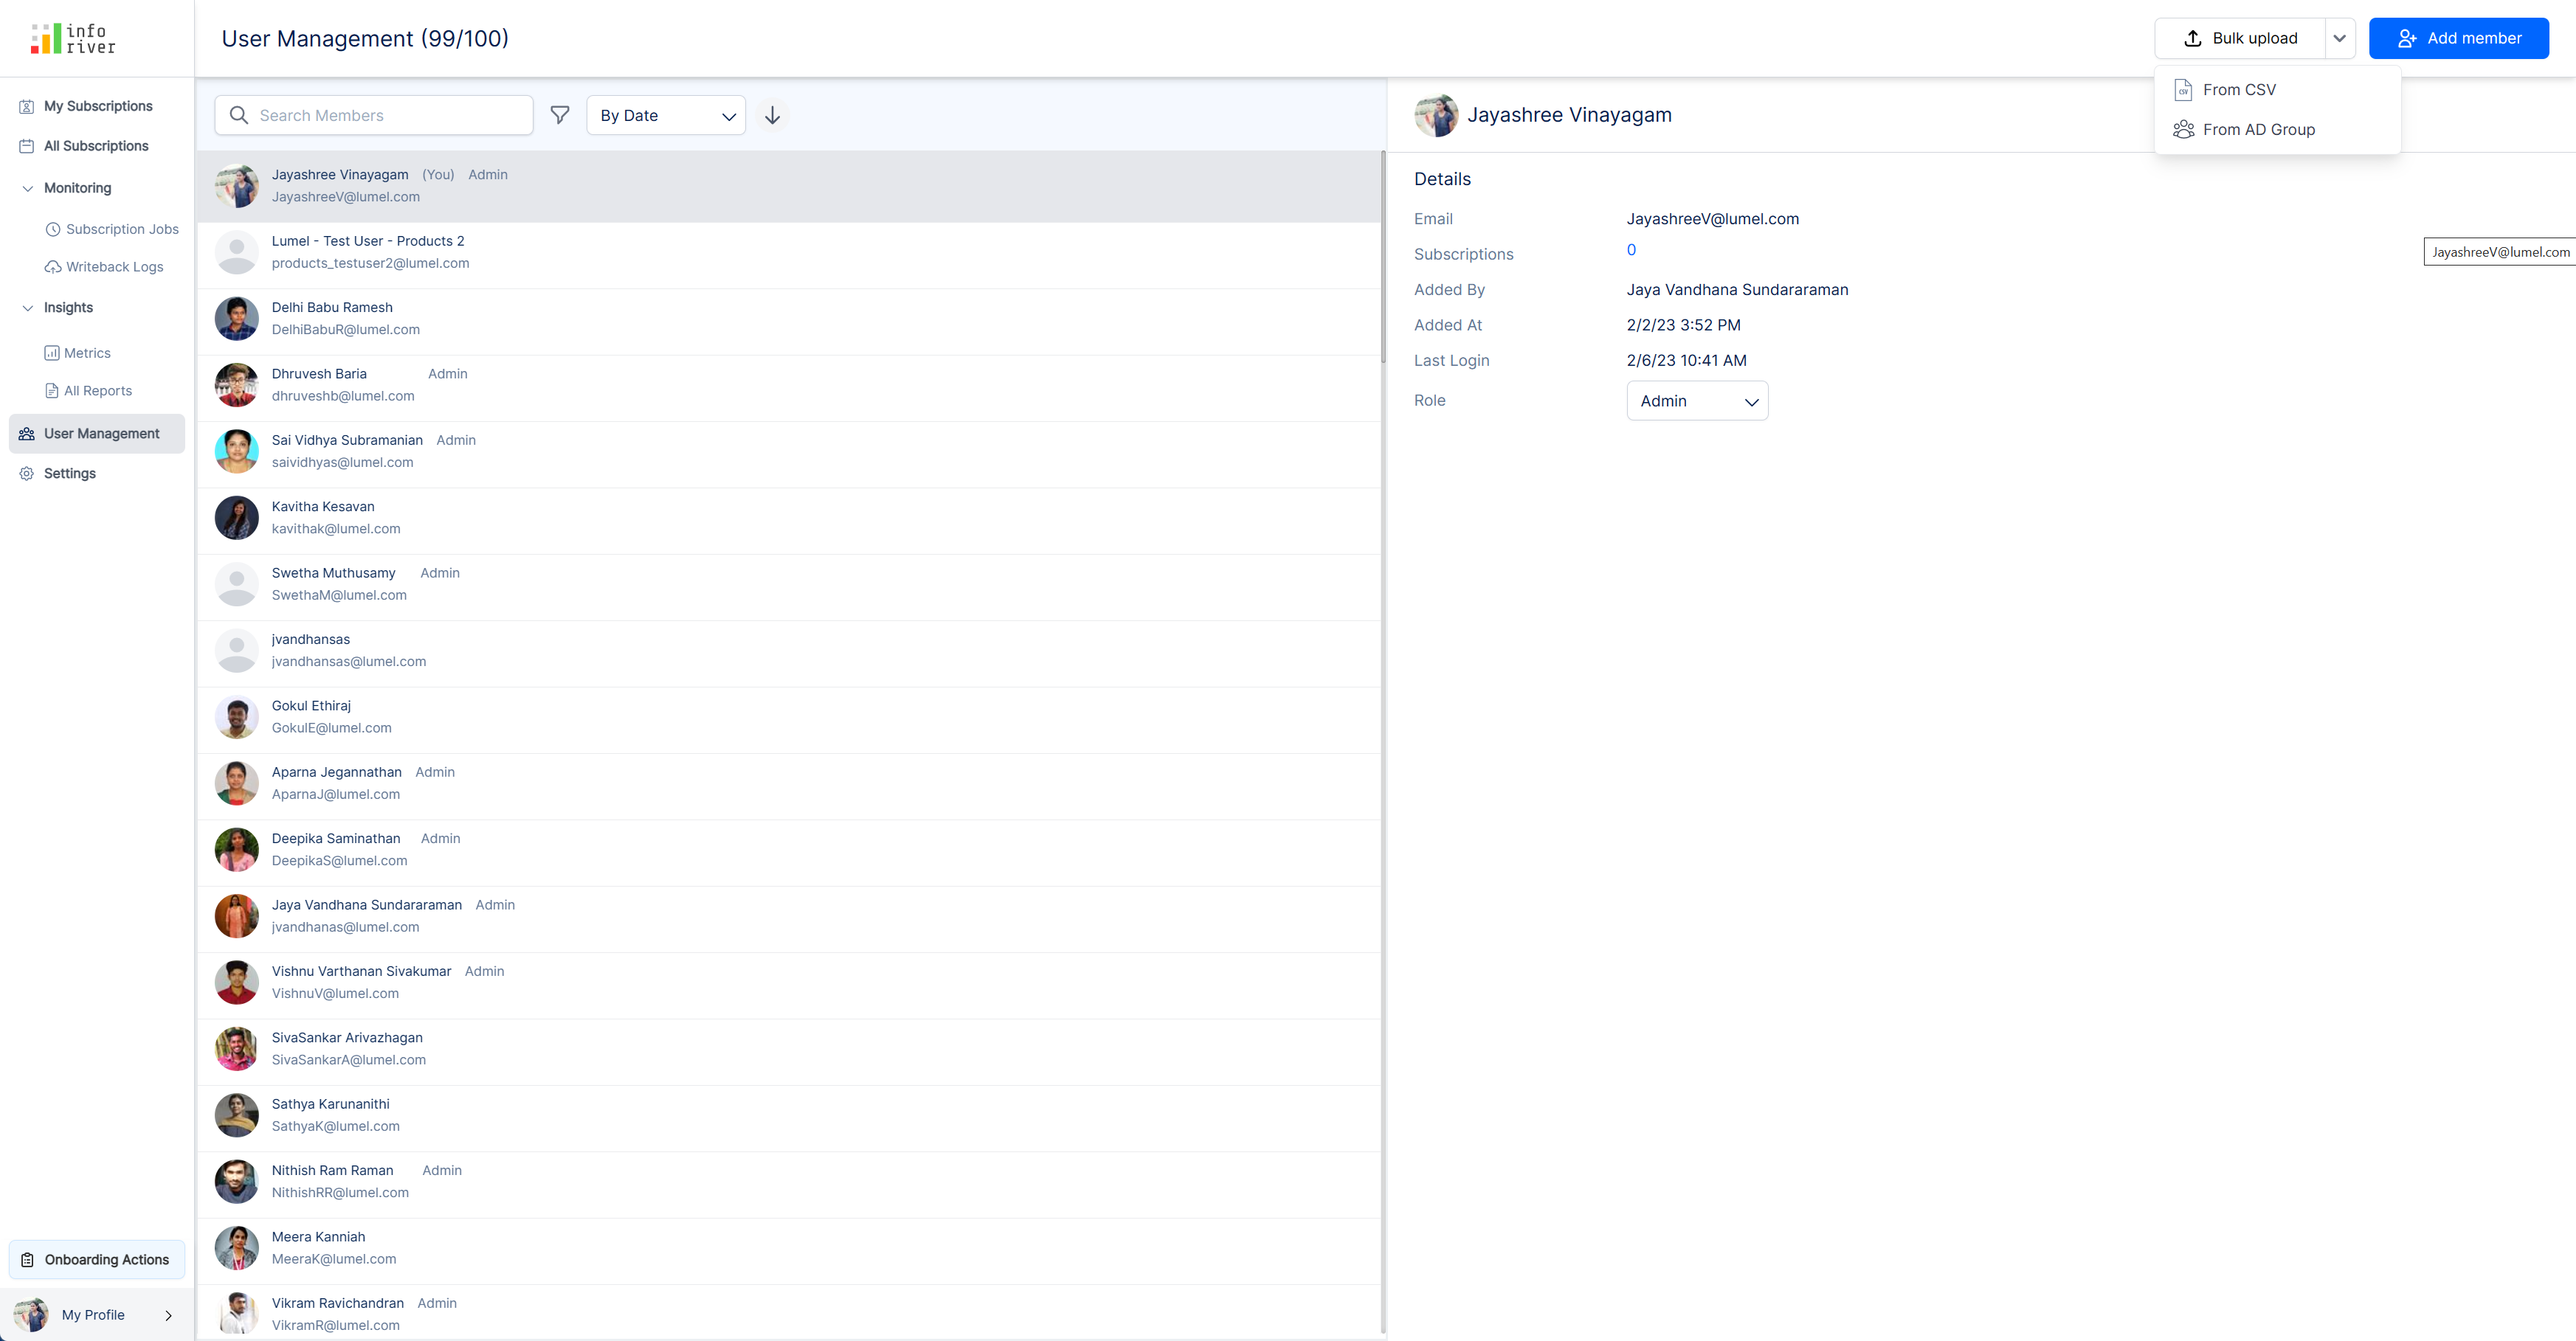 info
river
User Management (99/100)
Bulk upload
Add member
From CSV
From AD Group
My Subscriptions
All Subscriptions
Monitoring
Subscription Jobs
Writeback Logs
Insights
Metrics
All Reports
User Management
Settings
Onboarding Actions
My Profile
Search Members
By Date
Jayashree Vinayagam (You) Admin
JayashreeV@lumel.com
Lumel - Test User - Products 2
products_testuser2@lumel.com
Delhi Babu Ramesh
DelhiBabuR@lumel.com
Dhruvesh Baria Admin
dhruveshb@lumel.com
Sai Vidhya Subramanian Admin
saividhyas@lumel.com
Kavitha Kesavan
kavithak@lumel.com
Swetha Muthusamy Admin
SwethaM@lumel.com
jvandhansas
jvandhansas@lumel.com
Gokul Ethiraj
GokulE@lumel.com
Aparna Jegannathan Admin
AparnaJ@lumel.com
Deepika Saminathan Admin
DeepikaS@lumel.com
Jaya Vandhana Sundararaman Admin
jvandhanas@lumel.com
Vishnu Varthanan Sivakumar Admin
VishnuV@lumel.com
SivaSankar Arivazhagan
SivaSankarA@lumel.com
Sathya Karunanithi
SathyaK@lumel.com
Nithish Ram Raman Admin
NithishRR@lumel.com
Meera Kanniah
MeeraK@lumel.com
Vikram Ravichandran Admin
VikramR@lumel.com
Jayashree Vinayagam
Details
Email JayashreeV@lumel.com
Subscriptions 0
JayashreeV@lumel.com
Added By Jaya Vandhana Sundararaman
Added At 2/2/23 3:52 PM
Last Login 2/6/23 10:41 AM
Role Admin